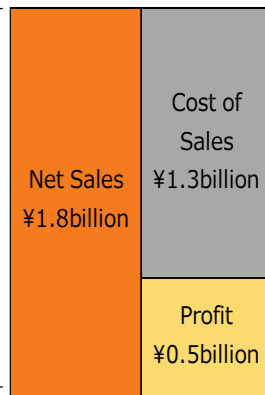 Net Sales
¥1.8billion
Cost of
Sales
¥1.3billion
Profit
¥0.5billion